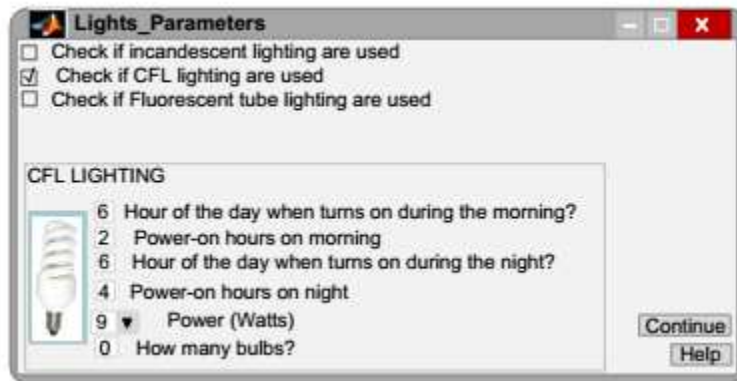 Lights_Parameters
Check if incandescent lighting are used
Check if CFL lighting are used
Check if Fluorescent tube lighting are used
CFL LIGHTING
6 Hour of the day when turns on during the morning?
2 Power-on hours on morning
6 Hour of the day when turns on during the night?
4 Power-on hours on night
9 Power (Watts)
0 How many bulbs?
Continue
Help